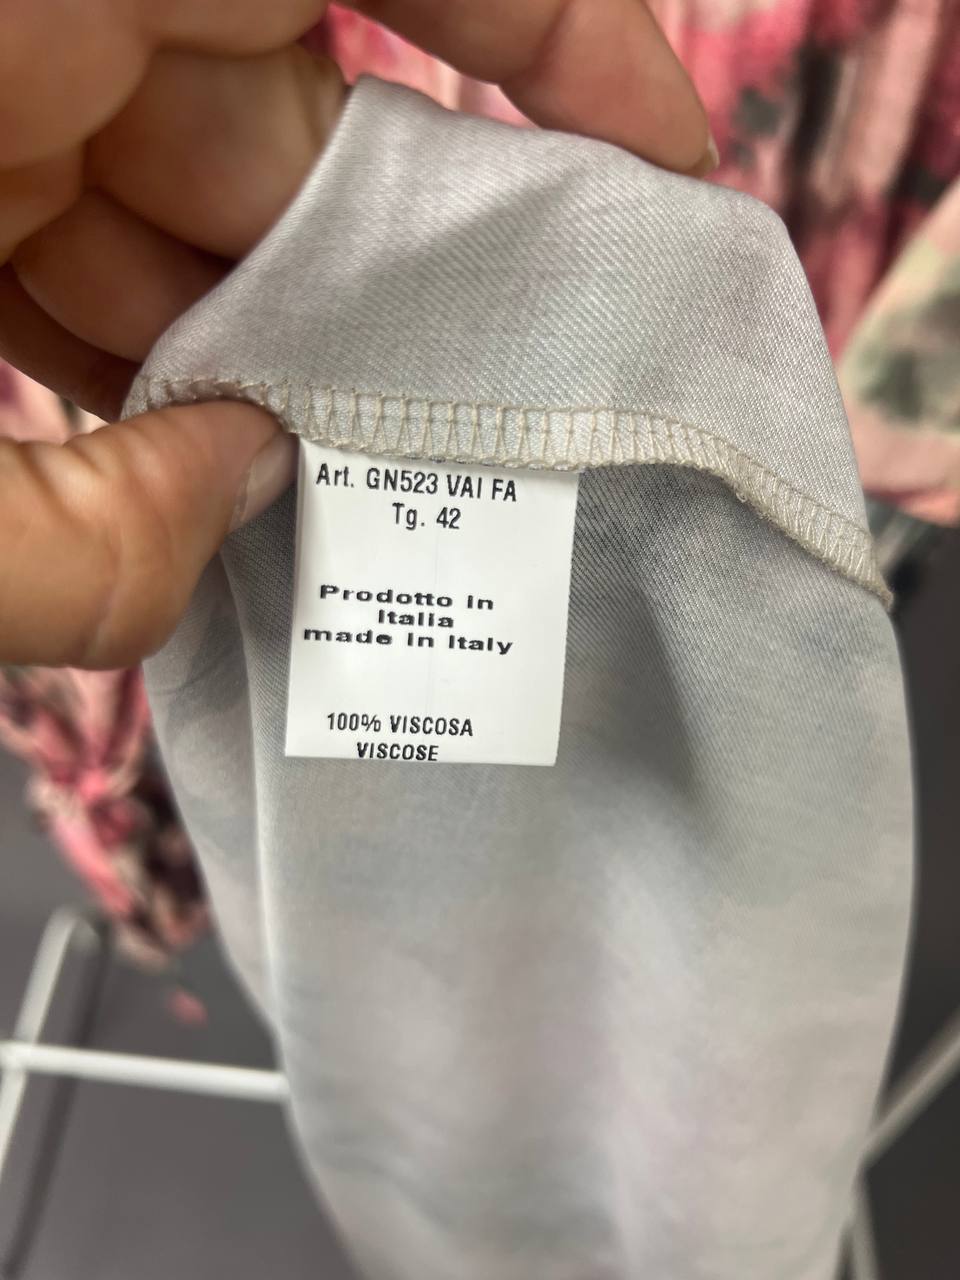 Art. GN523 VAI FA
Tg. 42
Prodotto in
Italia
made in Italy
100% VISCOSA
VISCOSE